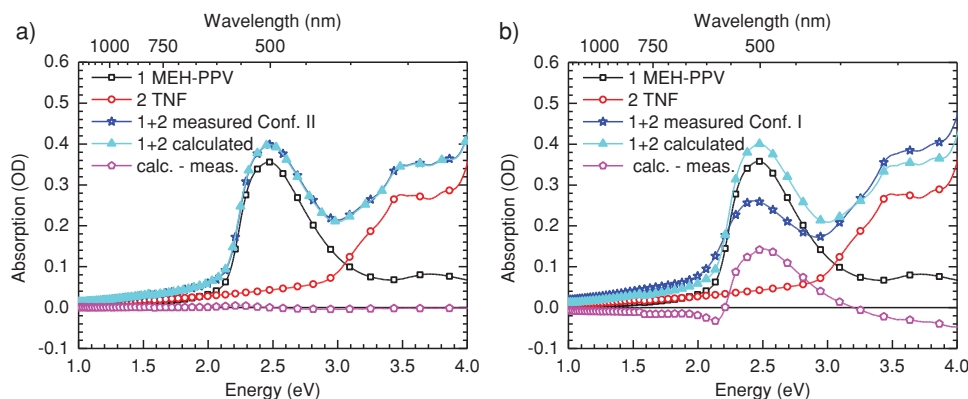 a)
Wavelength (nm)
1000 750 500
0.6
0.5
0.4
0.3
0.2
0.1
0.0
-0.1
Absorption (OD)
1 MEH-PPV
2 TNF
1+2 measured Conf. II
1+2 calculated
calc. - meas.
1.0 1.5 2.0 2.5 3.0 3.5 4.0
Energy (eV)
b)
Wavelength (nm)
1000 750 500
0.6
0.5
0.4
0.3
0.2
0.1
0.0
-0.1
Absorption (OD)
1 MEH-PPV
2 TNF
1+2 measured Conf. I
1+2 calculated
calc. - meas.
1.0 1.5 2.0 2.5 3.0 3.5 4.0
Energy (eV)